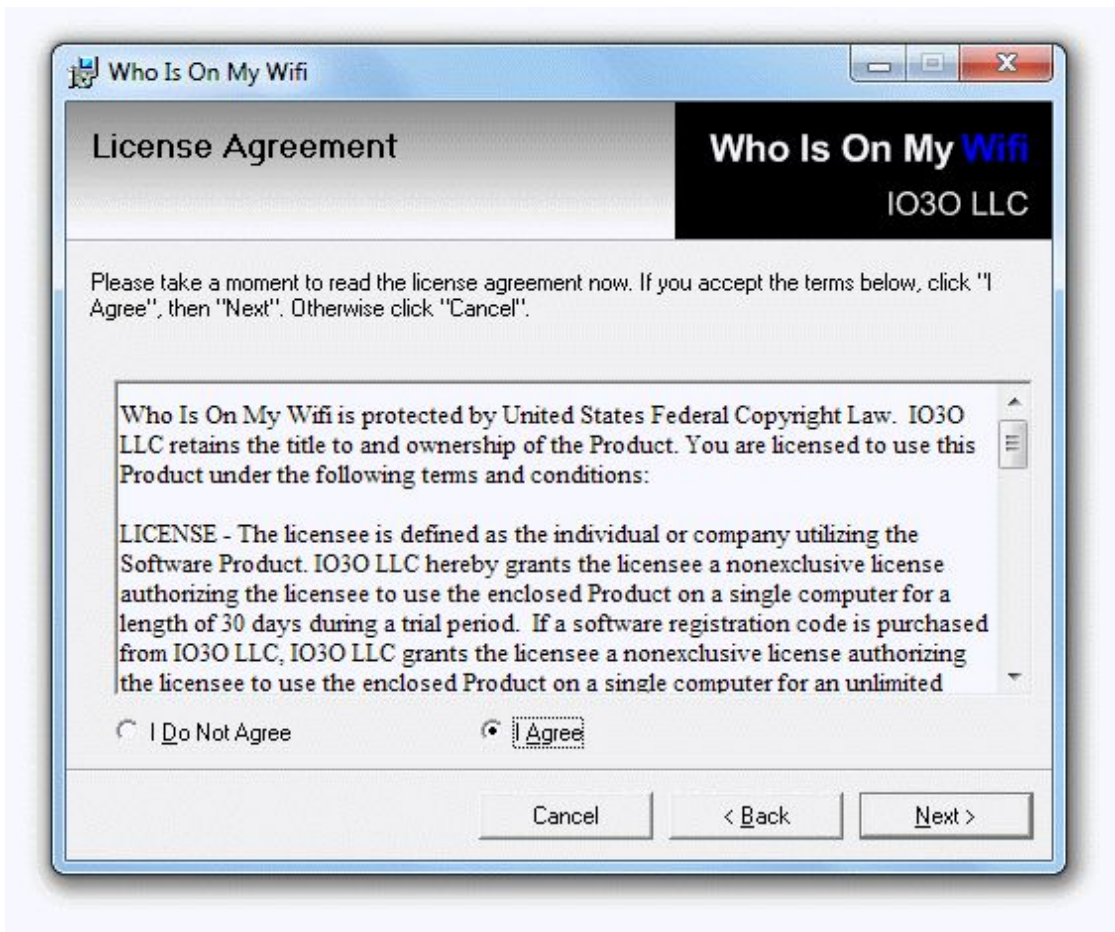 Who Is On My Wifi
License Agreement
Who Is On My Wifi
IO3O LLC
Please take a moment to read the license agreement now. If you accept the terms below, click "I
Agree", then "Next". Otherwise click "Cancel".
Who Is On My Wifi is protected by United States Federal Copyright Law.  IO3O
LLC retains the title to and ownership of the Product. You are licensed to use this
Product under the following terms and conditions:
LICENSE - The licensee is defined as the individual or company utilizing the
Software Product. IO3O LLC hereby grants the licensee a nonexclusive license
authorizing the licensee to use the enclosed Product on a single computer for a
length of 30 days during a trial period.  If a software registration code is purchased
from IO3O LLC, IO3O LLC grants the licensee a nonexclusive license authorizing
the licensee to use the enclosed Product on a single computer for an unlimited
I Do Not Agree
I Agree
Cancel
< Back
Next >